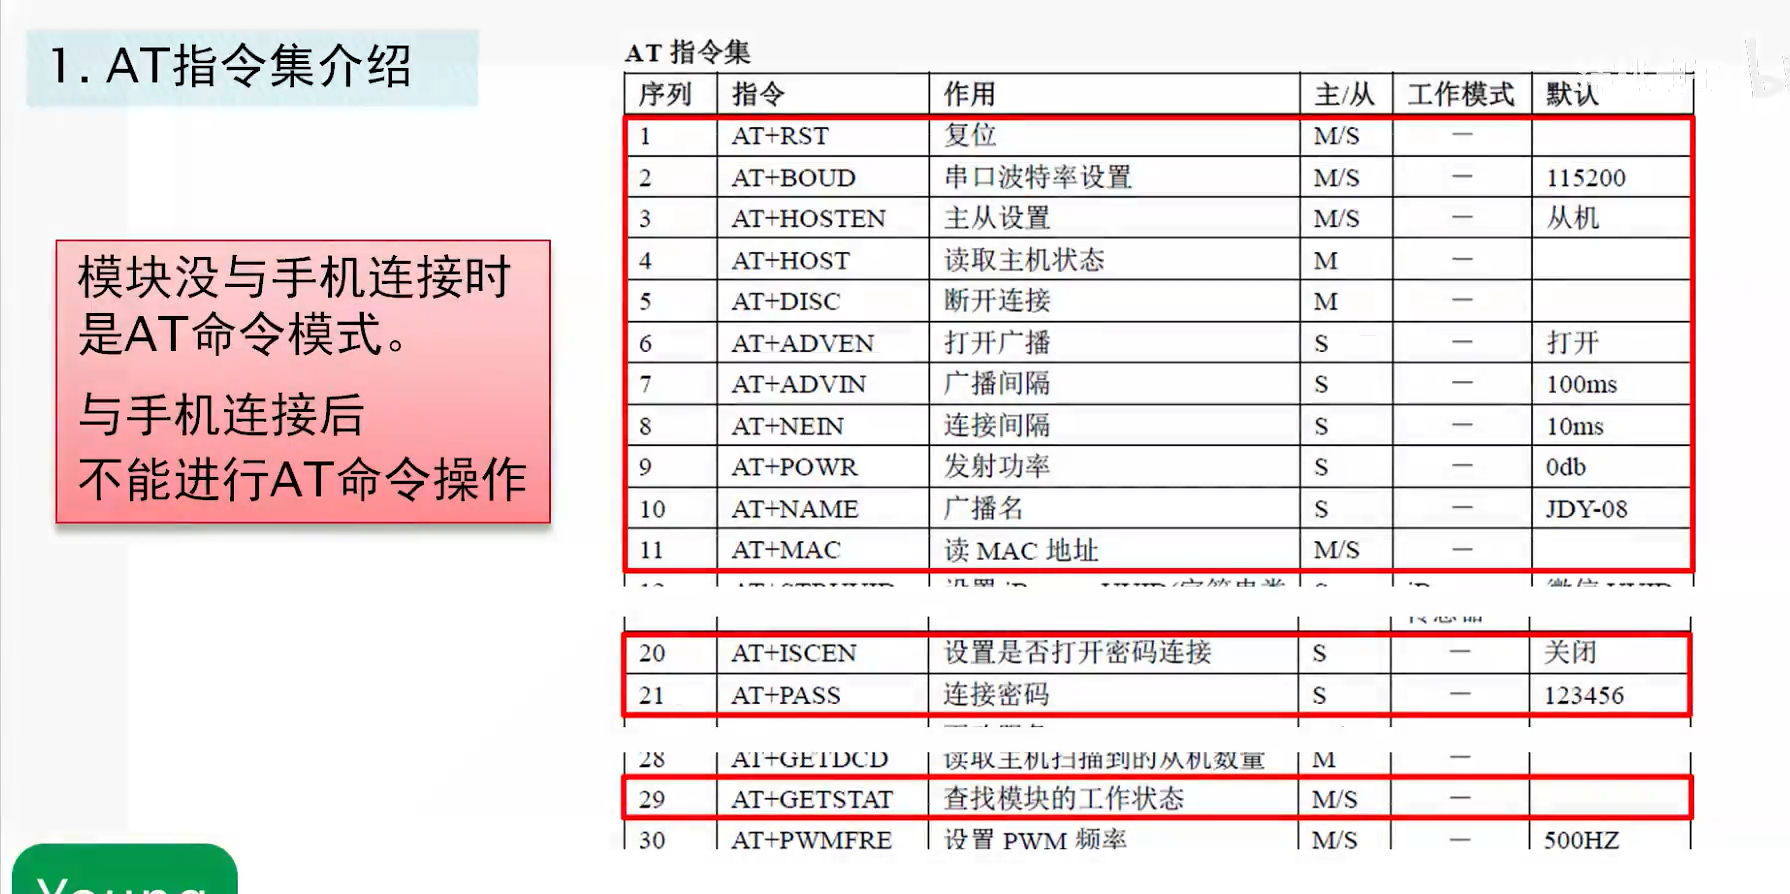 1. AT指令集介绍
模块没与手机连接时
是AT命令模式。
与手机连接后
不能进行AT命令操作
AT 指令集
序列 指令 作用 主/从 工作模式 默认
1 AT+RST 复位 M/S —
2 AT+BOUD 串口波特率设置 M/S — 115200
3 AT+HOSTEN 主从设置 M/S — 从机
4 AT+HOST 读取主机状态 M —
5 AT+DISC 断开连接 M —
6 AT+ADVEN 打开广播 S — 打开
7 AT+ADVIN 广播间隔 S — 100ms
8 AT+NEIN 连接间隔 S — 10ms
9 AT+POWR 发射功率 S — 0db
10 AT+NAME 广播名 S — JDY-08
11 AT+MAC 读 MAC 地址 M/S —
20 AT+ISCEN 设置是否打开密码连接 S — 关闭
21 AT+PASS 连接密码 S — 123456
28 AT+GETDCD 读取主机扫描到的从机数量 M —
29 AT+GETSTAT 查找模块的工作状态 M/S —
30 AT+PWMFRE 设置 PWM 频率 M/S — 500HZ
Young